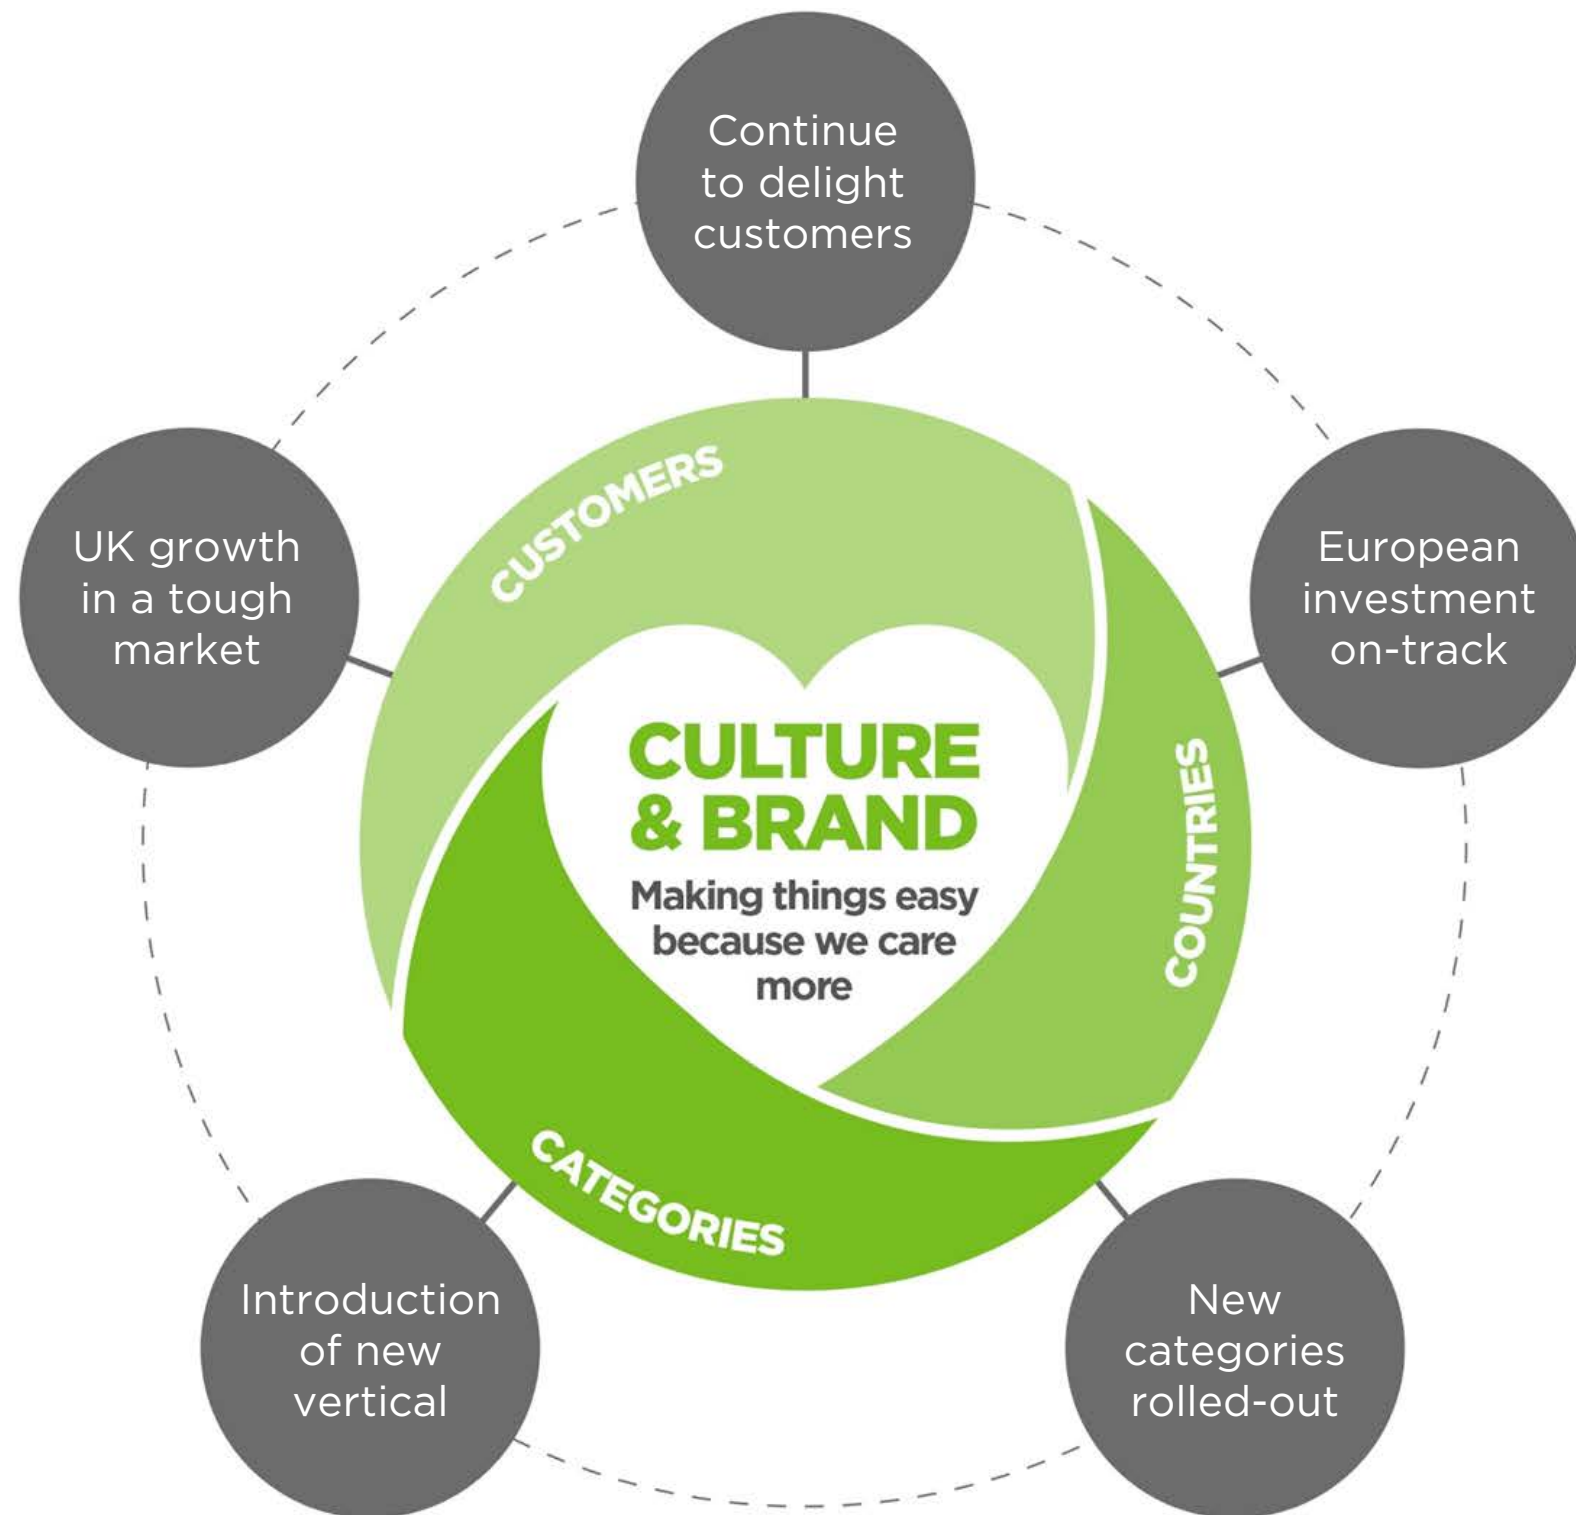 Continue
to delight
customers
UK growth
in a tough
market
European
investment
on-track
CUSTOMERS
COUNTRIES
CATEGORIES
CULTURE
& BRAND
Making things easy
because we care
more
Introduction
of new
vertical
New
categories
rolled-out